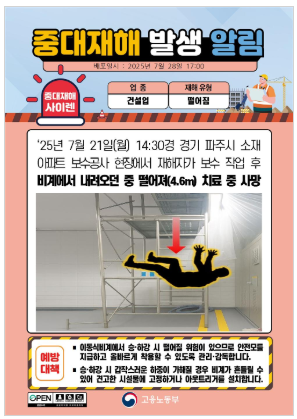 중대재해 발생 알림
배포일시 : 2025년 7월 28일 17:00
중대재해
사이렌
업 종
재해 유형
건설업
떨어짐
'25년 7월 21일(월) 14:30경 경기 파주시 소재
아파트 보수공사 현장에서 재해자가 보수 작업 후
비계에서 내려오던 중 떨어져(4.6m) 치료 중 사망
예방
대책
▪ 이동식비계에서 승·하강 시 떨어질 위험이 있으므로 안전모를
지급하고 올바르게 착용할 수 있도록 관리·감독합니다.
▪ 승·하강 시 갑작스러운 하중이 가해질 경우 비계가 흔들릴 수
있어 견고한 시설물에 고정하거나 아웃트리거를 설치합니다.
OPEN
고용노동부